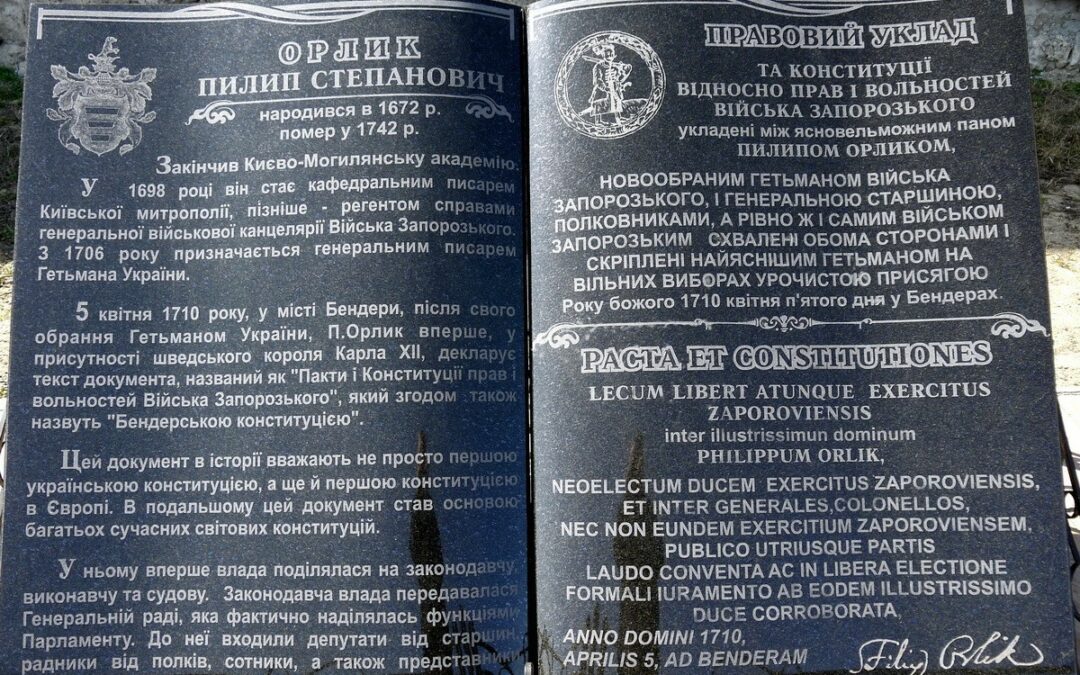 ОРЛИК
ПИЛИП СТЕПАНОВИЧ
народився в 1672 р.
помер у 1742 р.
Закінчив Києво-Могилянську академію.
У 1698 році він стає кафедральним писарем
Київської митрополії, пізніше - регентом справами
генеральної військової канцелярії Війська Запорозького.
З 1706 року призначається генеральним писарем
Гетьмана України.
5 квітня 1710 року, у місті Бендери, після свого
обрання Гетьманом України, П.Орлик вперше, у
присутності шведського короля Карла XII, декларує
текст документа, названий як "Пакти і Конституції прав і
вольностей Війська Запорозького", який згодом також
назвуть "Бендерською конституцією".
Цей документ в історії вважають не просто першою
українською конституцією, а ще й першою конституцією
в Європі. В подальшому цей документ став основою
багатьох сучасних світових конституцій.
У ньому вперше влада поділялася на законодавчу,
виконавчу та судову. Законодавча влада передавалася
Генеральній раді, яка фактично наділялась функціями
Парламенту. До неї входили депутати від старшин,
радники від полків, сотники, а також представники
ПРАВОВИЙ УКЛАД
ТА КОНСТИТУЦІЇ
ВІДНОСНО ПРАВ І ВОЛЬНОСТЕЙ
ВІЙСЬКА ЗАПОРОЗЬКОГО
укладені між ясновельможним паном
ПИЛИПОМ ОРЛИКОМ,
НОВООБРАНИМ ГЕТЬМАНОМ ВІЙСЬКА
ЗАПОРОЗЬКОГО, І ГЕНЕРАЛЬНОЮ СТАРШИНОЮ,
ПОЛКОВНИКАМИ, А РІВНО Ж І САМИМ ВІЙСЬКОМ
ЗАПОРОЗЬКИМ СХВАЛЕНІ ОБОМА СТОРОНАМИ І
СКРІПЛЕНІ НАЙЯСНІШИМ ГЕТЬМАНОМ НА
ВІЛЬНИХ ВИБОРАХ УРОЧИСТОЮ ПРИСЯГОЮ
Року божого 1710 квітня п'ятого дня у Бендерах.
PACTA ET CONSTITUTIONES
LECUM LIBERT ATUNQUE EXERCITUS
ZAPOROVIENSIS
inter illustrissimun dominum
PHILIPPUM ORLIK,
NEOELECTUM DUCEM EXERCITUS ZAPOROVIENSIS,
ET INTER GENERALES,COLONELLOS,
NEC NON EUNDEM EXERCITIUM ZAPOROVIENSEM,
PUBLICO UTRIUSQUE PARTIS
LAUDO CONVENTA AC IN LIBERA ELECTIONE
FORMALI IURAMENTO AB EODEM ILLUSTRISSIMO
DUCE CORROBORATA,
ANNO DOMINI 1710,
APRILIS 5, AD BENDERAM
Filip Orlik